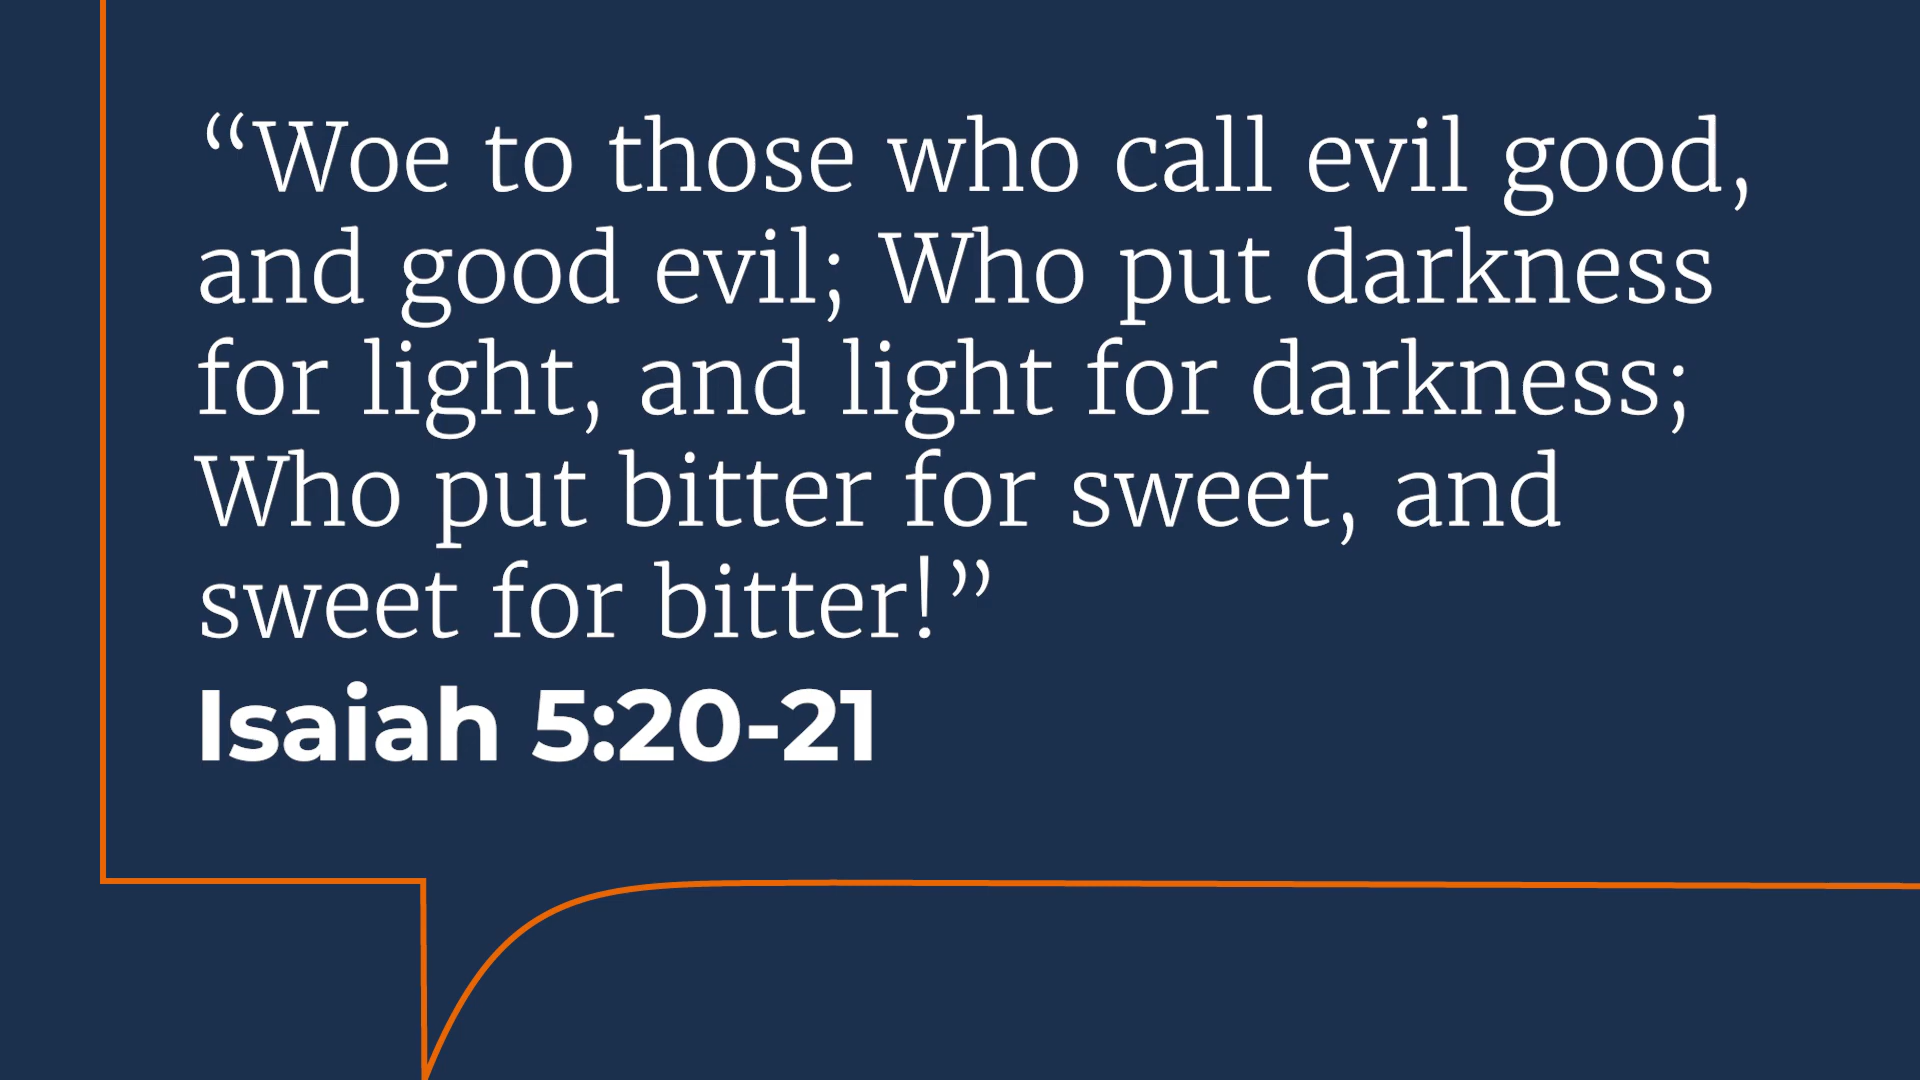 “Woe to those who call evil good,
and good evil; Who put darkness
for light, and light for darkness;
Who put bitter for sweet, and
sweet for bitter!”
Isaiah 5:20-21